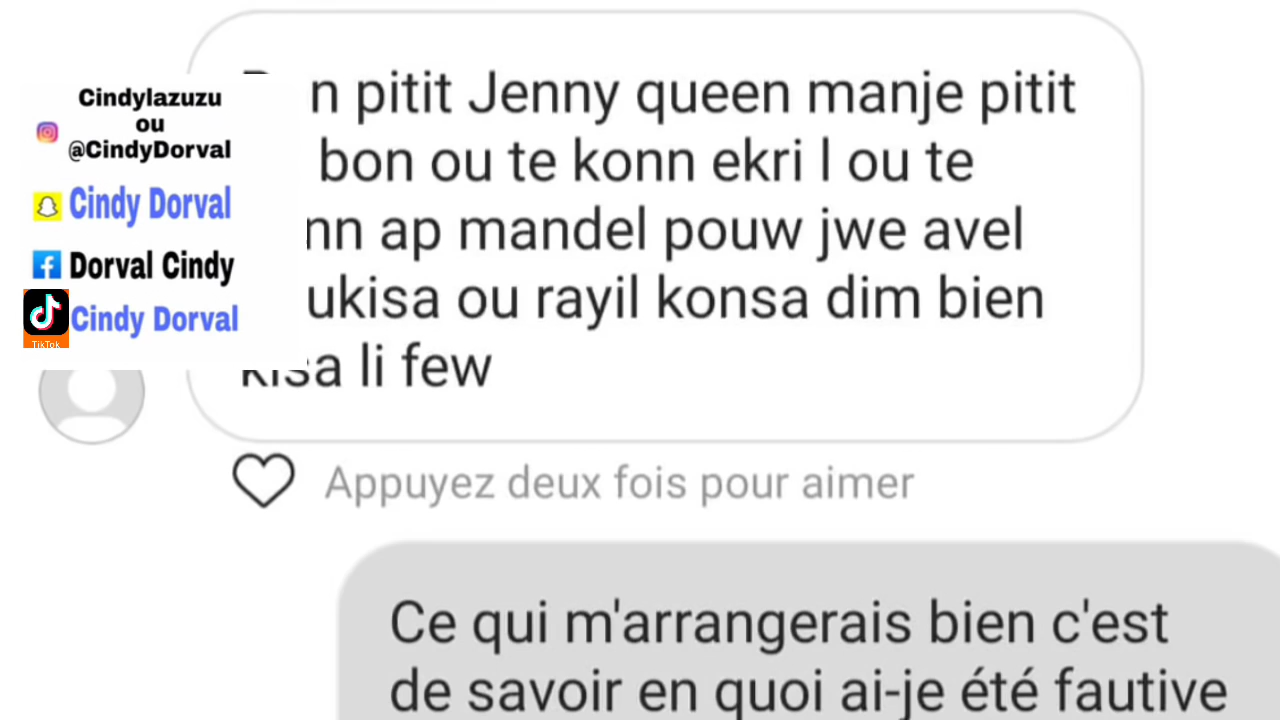 n pitit Jenny queen manje pitit
bon ou te konn ekri l ou te
ap mandel pouw jwe avel
ou rayil konsa dim bien
kisa li few
Cindylazuzu
ou
@CindyDorval
Cindy Dorval
Dorval Cindy
Cindy Dorval
TikTok
Appuyez deux fois pour aimer
Ce qui m'arrangerais bien c'est
de savoir en quoi ai-je été fautive